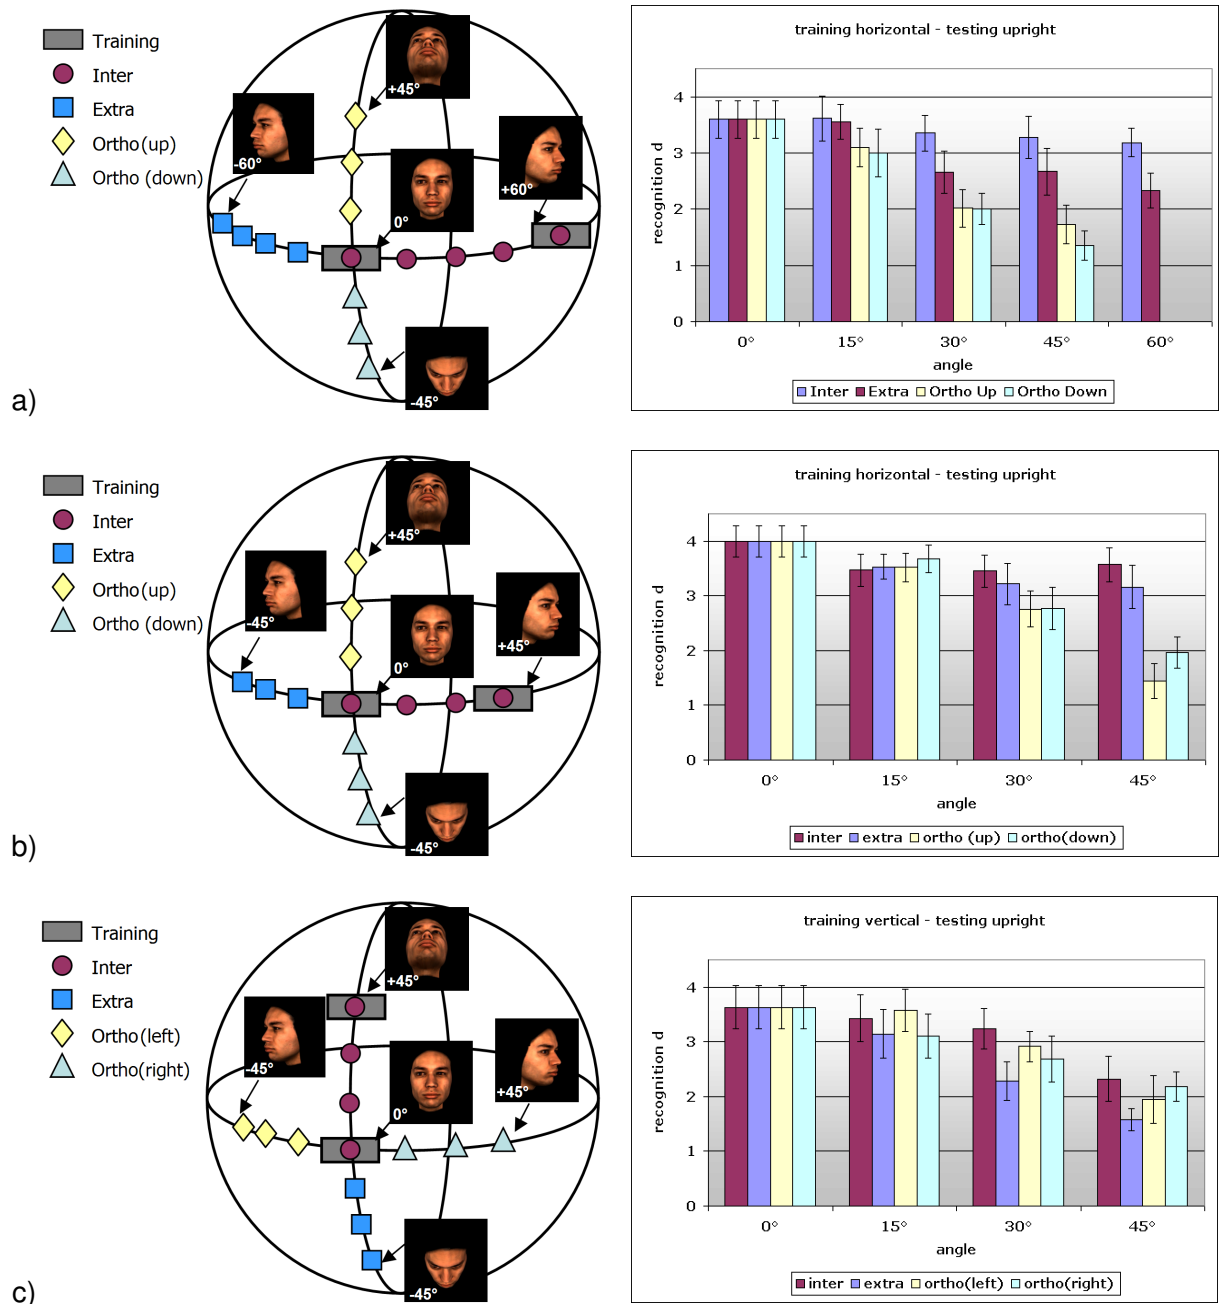 Training
Inter
Extra
Ortho(up)
Ortho (down)
+45°
-60°
+60°
0°
-45°
a)
training horizontal - testing upright
recognition d
4
3
2
1
0
0° 15° 30° 45° 60°
angle
Inter Extra Ortho Up Ortho Down
Training
Inter
Extra
Ortho(up)
Ortho (down)
+45°
-45°
+45°
0°
-45°
b)
training horizontal - testing upright
recognition d
4
3
2
1
0
0° 15° 30° 45°
angle
inter extra ortho (up) ortho(down)
Training
Inter
Extra
Ortho(left)
Ortho(right)
+45°
-45°
+45°
0°
-45°
c)
training vertical - testing upright
recognition d
4
3
2
1
0
0° 15° 30° 45°
angle
inter extra ortho(left) ortho(right)